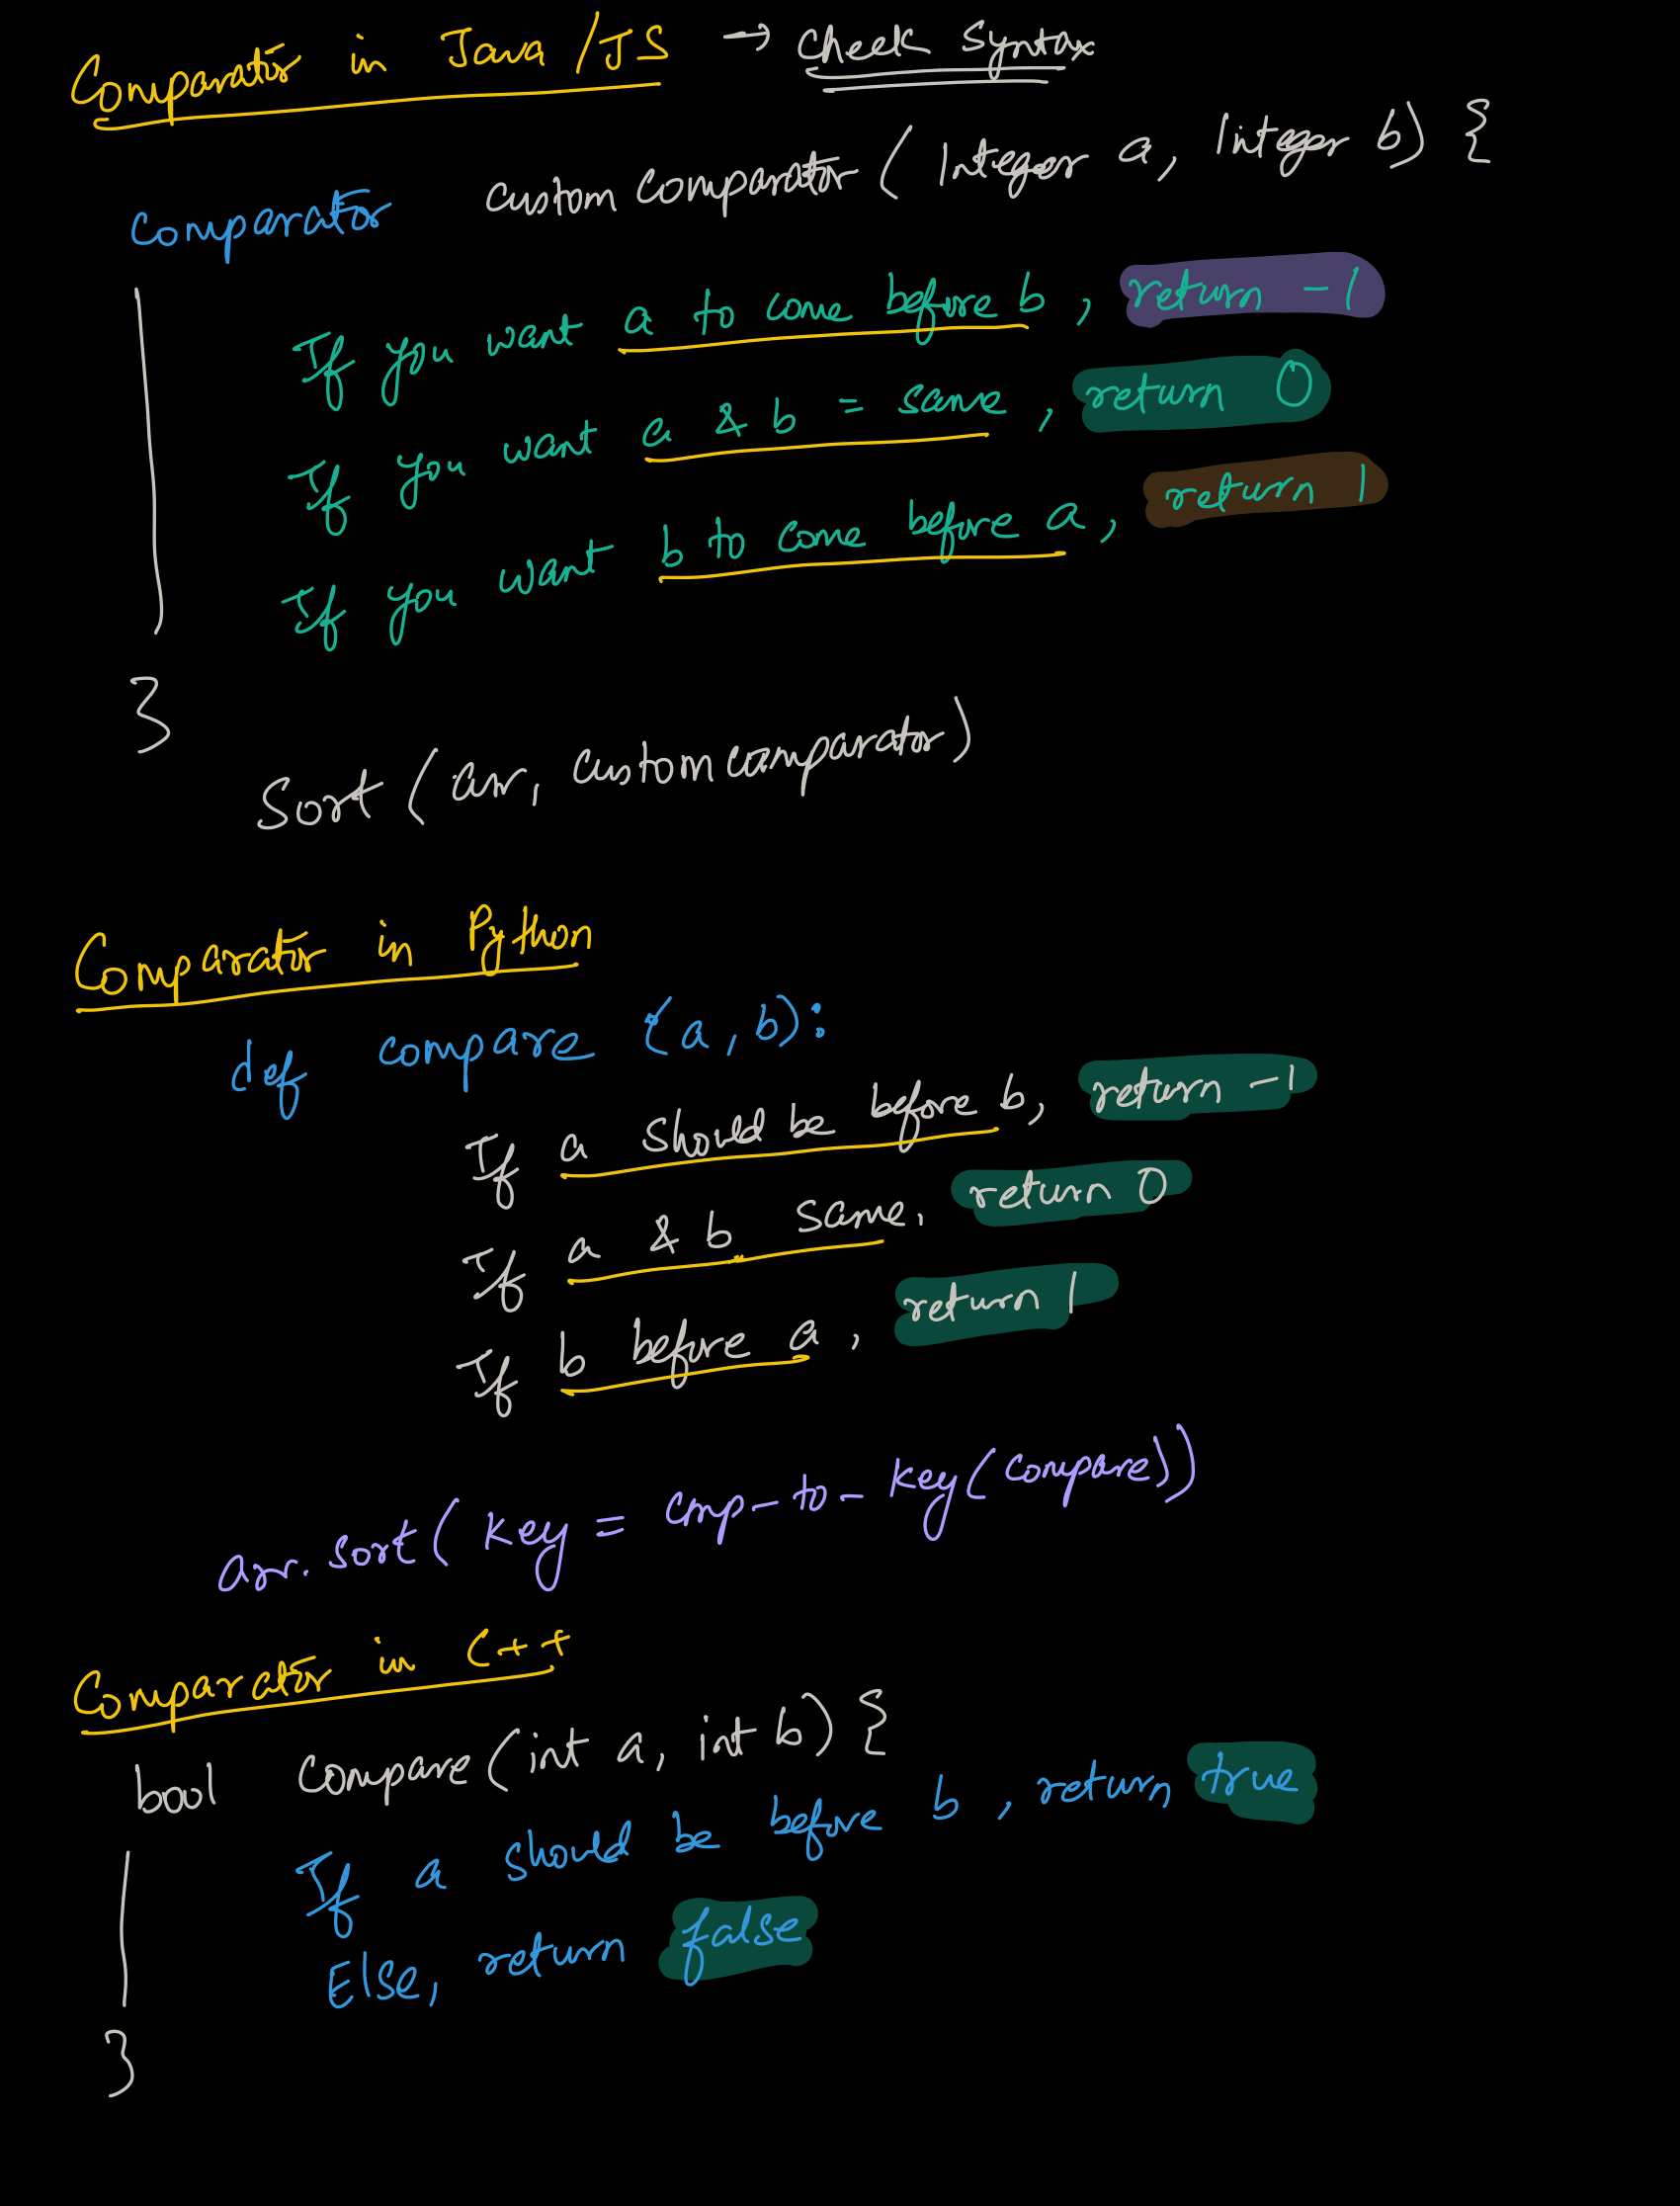 Comparator in Java / JS → Check Syntax
Comparator custom comparator ( Integer a, Integer b) {
If you want a to come before b, return -1
If you want a & b = same, return 0
If you want b to come before a, return 1
}
Sort (arr, custom comparator)
Comparator in Python
def compare (a, b):
If a should be before b, return -1
If a & b same, return 0
If b before a, return 1
arr. sort( key = cmp-to-key(compare))
Comparator in C++
bool Compare(int a, int b) {
If a should be before b, return true
Else, return false
}